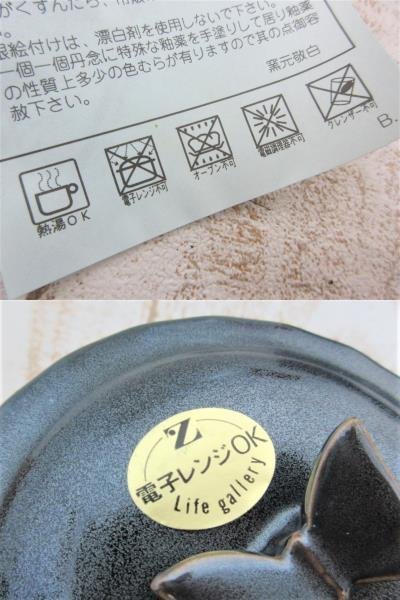 がくすんだら、市販
銀絵付けは、漂白剤を使用しないで下さい。
一個一個丹念に特殊な釉薬を手塗りして居り釉薬
の性質上多少の色むらが有りますので其の点御容
赦下さい。
窯元敬白
熱湯OK
電子レンジ不可
オーブン不可
電磁調理器不可
クレンザー不可
B.
Z
電子レンジOK
Life gallery